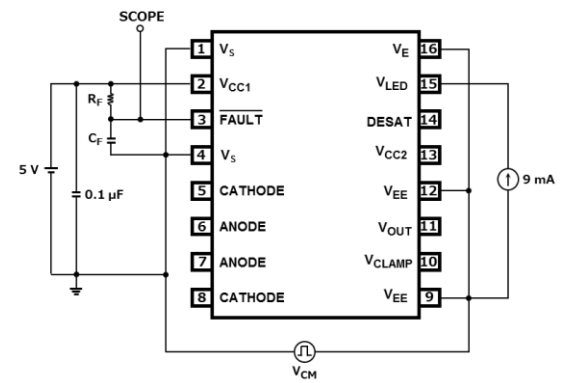 SCOPE
1 VS VE 16
2 VCC1 VLED 15
RF
3 FAULT DESAT 14
CF
4 VS VCC2 13
5 V
5 CATHODE VEE 12
9 mA
0.1 µF
6 ANODE VOUT 11
7 ANODE VCLAMP 10
8 CATHODE VEE 9
VCM